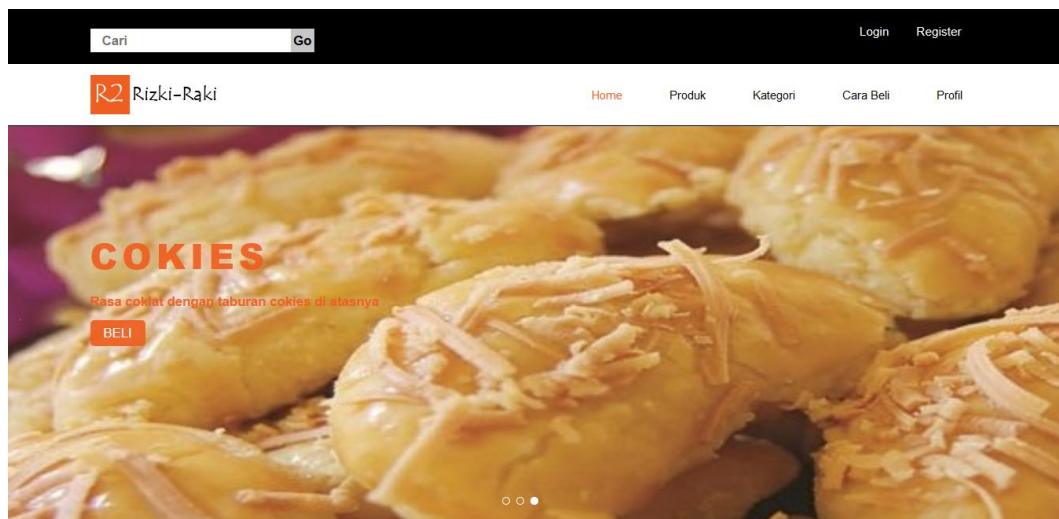 Cari Go Login Register
R2 Rizki-Raki Home Produk Kategori Cara Beli Profil
COKIES
Rasa coklat dengan taburan cokies di atasnya
BELI